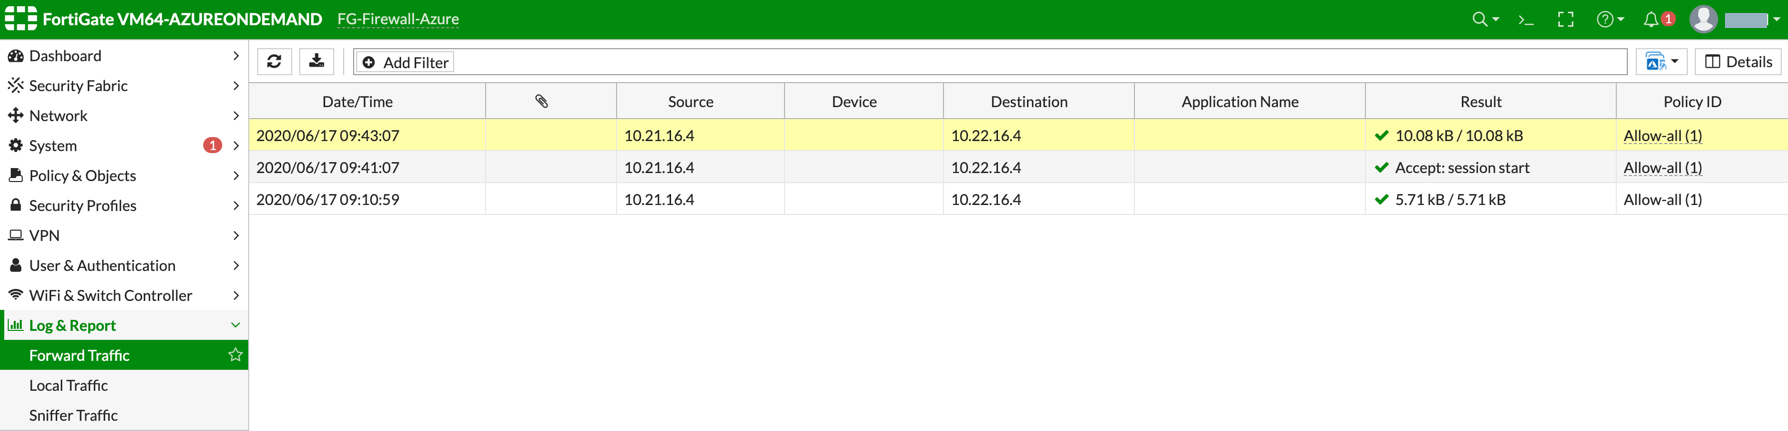 FortiGate VM64-AZUREONDEMAND FG-Firewall-Azure 1
Dashboard
Security Fabric
Network
System 1
Policy & Objects
Security Profiles
VPN
User & Authentication
WiFi & Switch Controller
Log & Report
Forward Traffic
Local Traffic
Sniffer Traffic
Add Filter Details
Date/Time Source Device Destination Application Name Result Policy ID
2020/06/17 09:43:07 10.21.16.4 10.22.16.4 10.08 kB / 10.08 kB Allow-all (1)
2020/06/17 09:41:07 10.21.16.4 10.22.16.4 Accept: session start Allow-all (1)
2020/06/17 09:10:59 10.21.16.4 10.22.16.4 5.71 kB / 5.71 kB Allow-all (1)